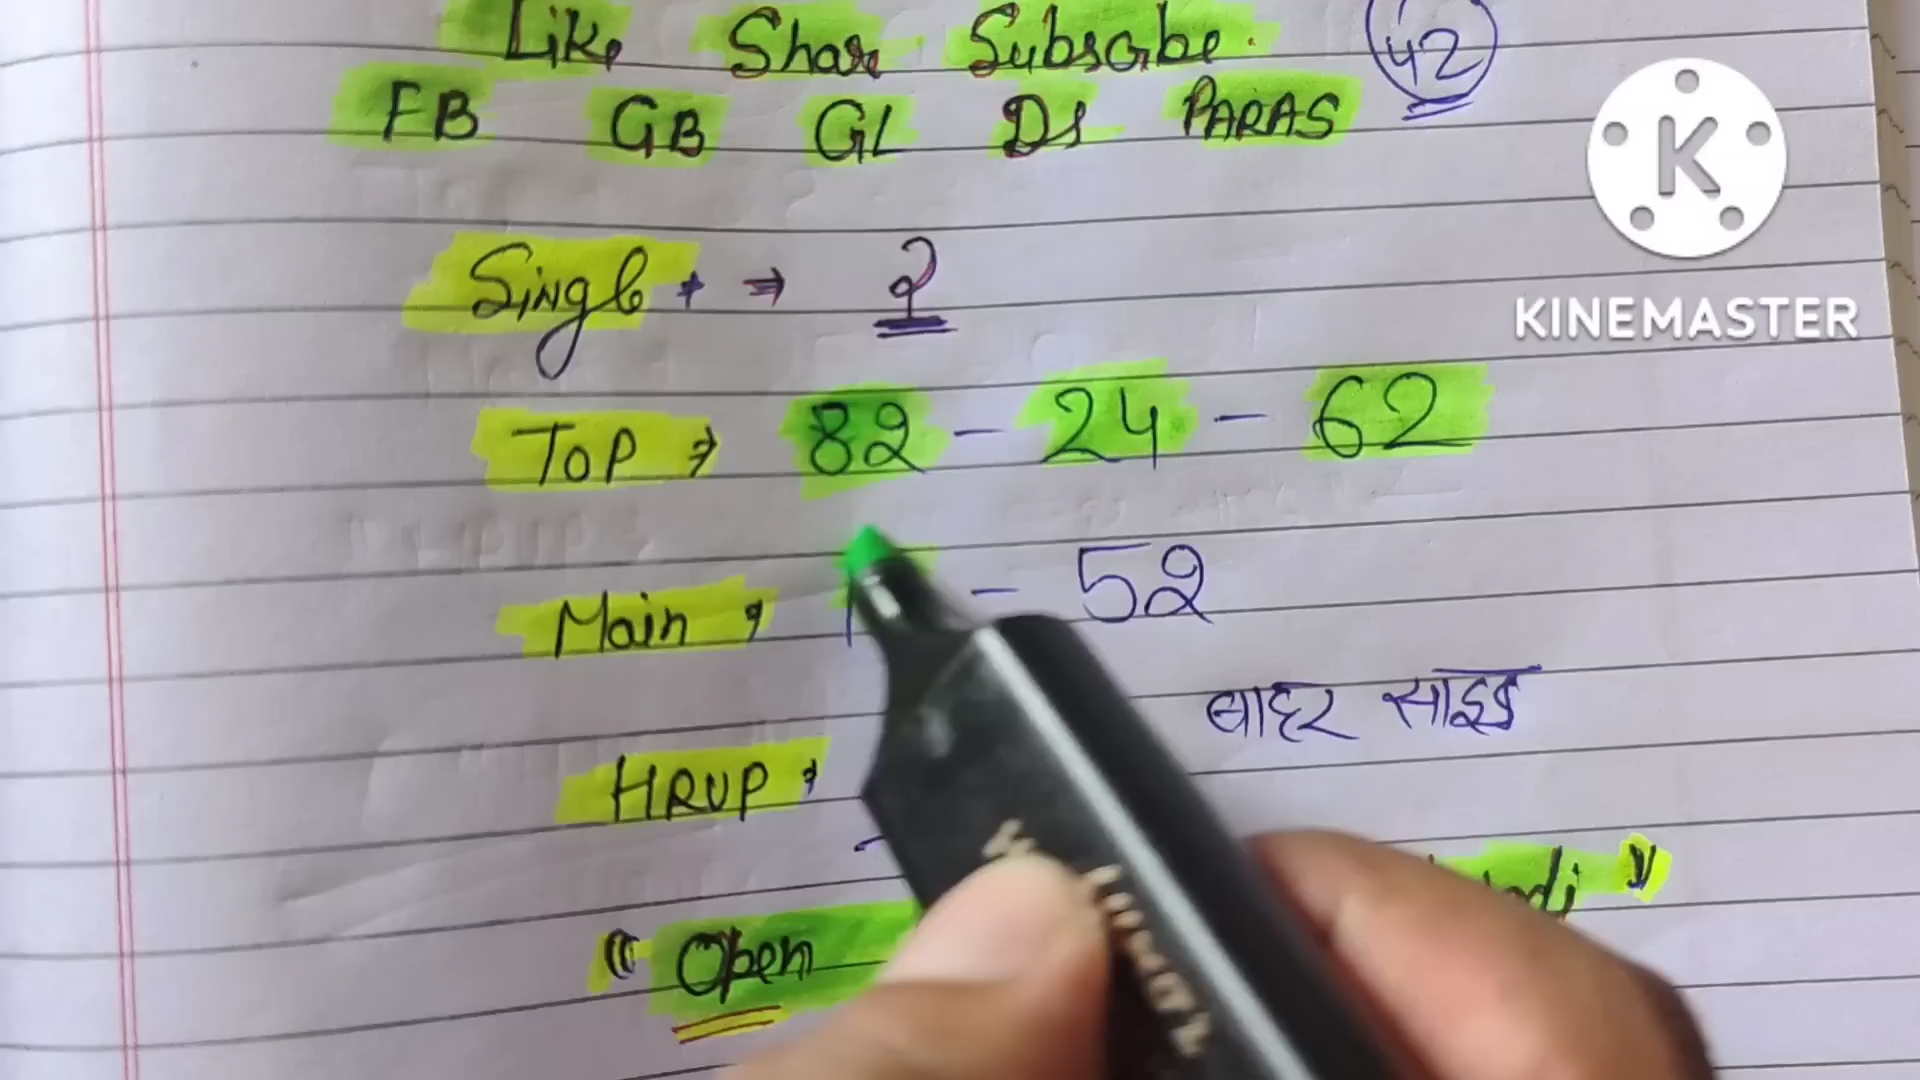 Like Share Subscribe. 42
FB GB GL DS PARAS
K
KINEMASTER
Single → 2
TOP → 82 - 24 - 62
Main → - 52
बाहर साइड
HRUP →
(( Open ))